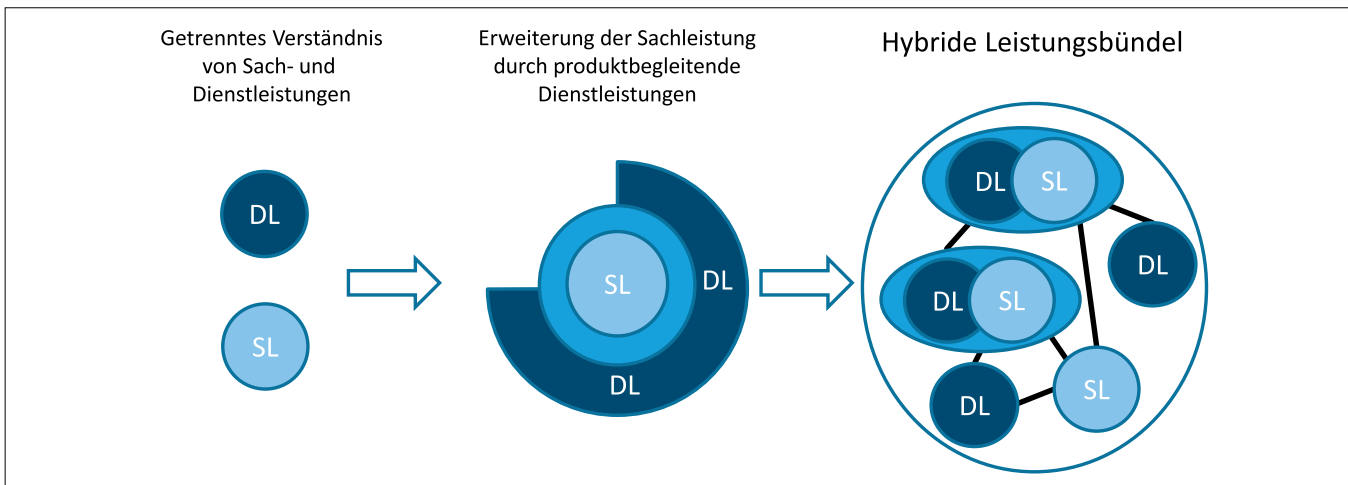 Getrenntes Verständnis
von Sach- und
Dienstleistungen
Erweiterung der Sachleistung
durch produktbegleitende
Dienstleistungen
Hybride Leistungsbündel
DL
SL
SL
DL
DL
DL
SL
DL
DL
SL
DL
SL